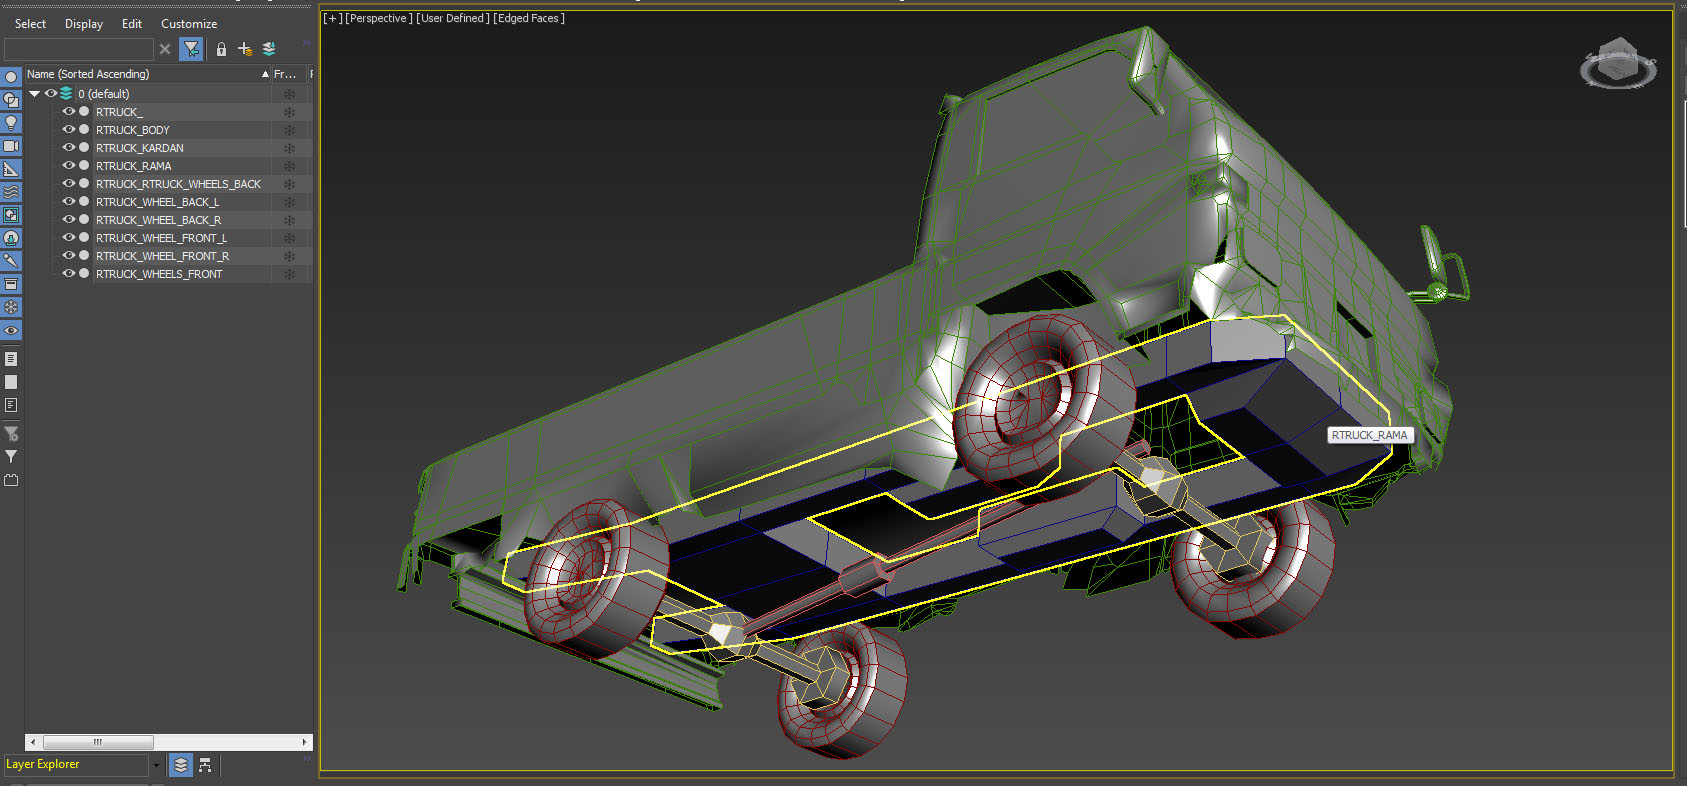 [+] [Perspective] [User Defined] [Edged Faces]
Select Display Edit Customize
Name (Sorted Ascending) Fr...
0 (default)
RTRUCK_
RTRUCK_BODY
RTRUCK_KARDAN
RTRUCK_RAMA
RTRUCK_RTRUCK_WHEELS_BACK
RTRUCK_WHEEL_BACK_L
RTRUCK_WHEEL_BACK_R
RTRUCK_WHEEL_FRONT_L
RTRUCK_WHEEL_FRONT_R
RTRUCK_WHEELS_FRONT
RTRUCK_RAMA
Layer Explorer